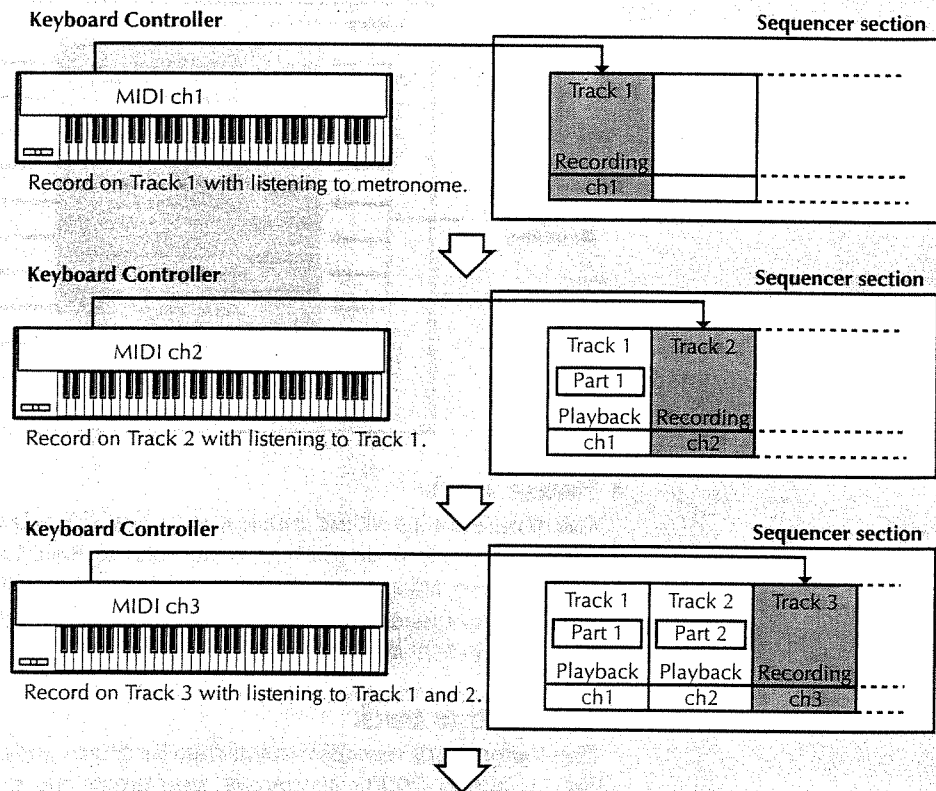 Keyboard Controller
Sequencer section
MIDI ch1
Track 1
Recording
ch1
Record on Track 1 with listening to metronome.
Keyboard Controller
Sequencer section
MIDI ch2
Track 1
Track 2
Part 1
Playback
Recording
ch1
ch2
Record on Track 2 with listening to Track 1.
Keyboard Controller
Sequencer section
MIDI ch3
Track 1
Track 2
Track 3
Part 1
Part 2
Playback
Playback
Recording
ch1
ch2
ch3
Record on Track 3 with listening to Track 1 and 2.